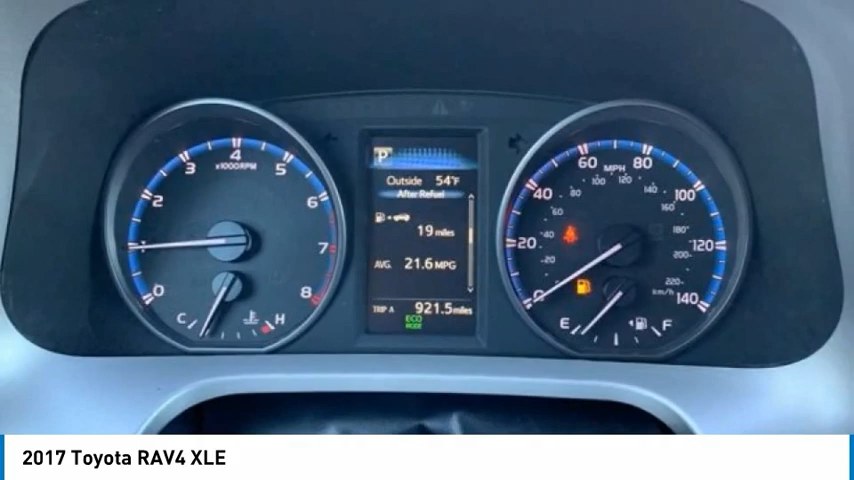 4
3
5
x1000RPM
2
6
1
7
0
8
C
H
P
Outside 54°F
After Refuel
19 miles
AVG. 21.6 MPG
TRIP A 921.5 miles
ECO
MODE
60 MPH 80
100 120
40
80
140
100
60
160
40
180
20
120
20
200
220
0
km/h
140
E
F
2017 Toyota RAV4 XLE